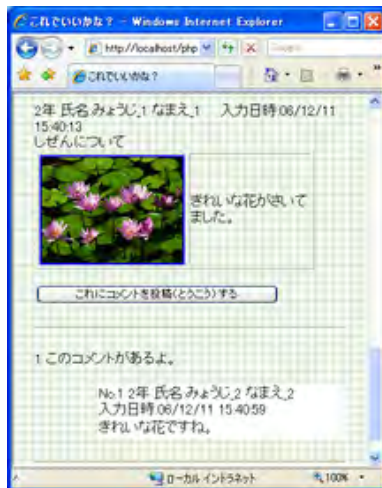 これでいいかな? - Windows Internet Explorer
http://localhost/php
これでいいかな?
2年 氏名 みょうじ_1 なまえ_1 入力日時:06/12/11
15:40:13
しぜんについて
きれいな花がさいて
ました。
これにコメントを投稿(とうこう)する
1 このコメントがあるよ。
No.1 2年 氏名 みょうじ_2 なまえ_2
入力日時:06/12/11 15:40:59
きれいな花ですね。
ローカル イントラネット 100%